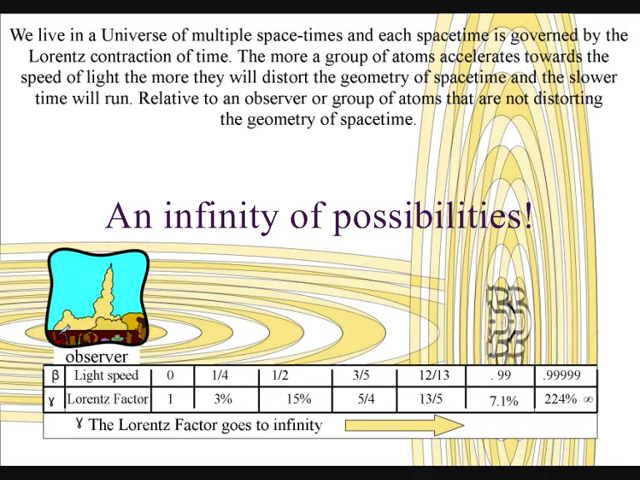 We live in a Universe of multiple space-times and each spacetime is governed by the
Lorentz contraction of time. The more a group of atoms accelerates towards the
speed of light the more they will distort the geometry of spacetime and the slower
time will run. Relative to an observer or group of atoms that are not distorting
the geometry of spacetime.
An infinity of possibilities!
observer
β Light speed 0 1/4 1/2 3/5 12/13 . 99 .99999
ɣ Lorentz Factor 1 3% 15% 5/4 13/5 7.1% 224% ∞
ɣ The Lorentz Factor goes to infinity